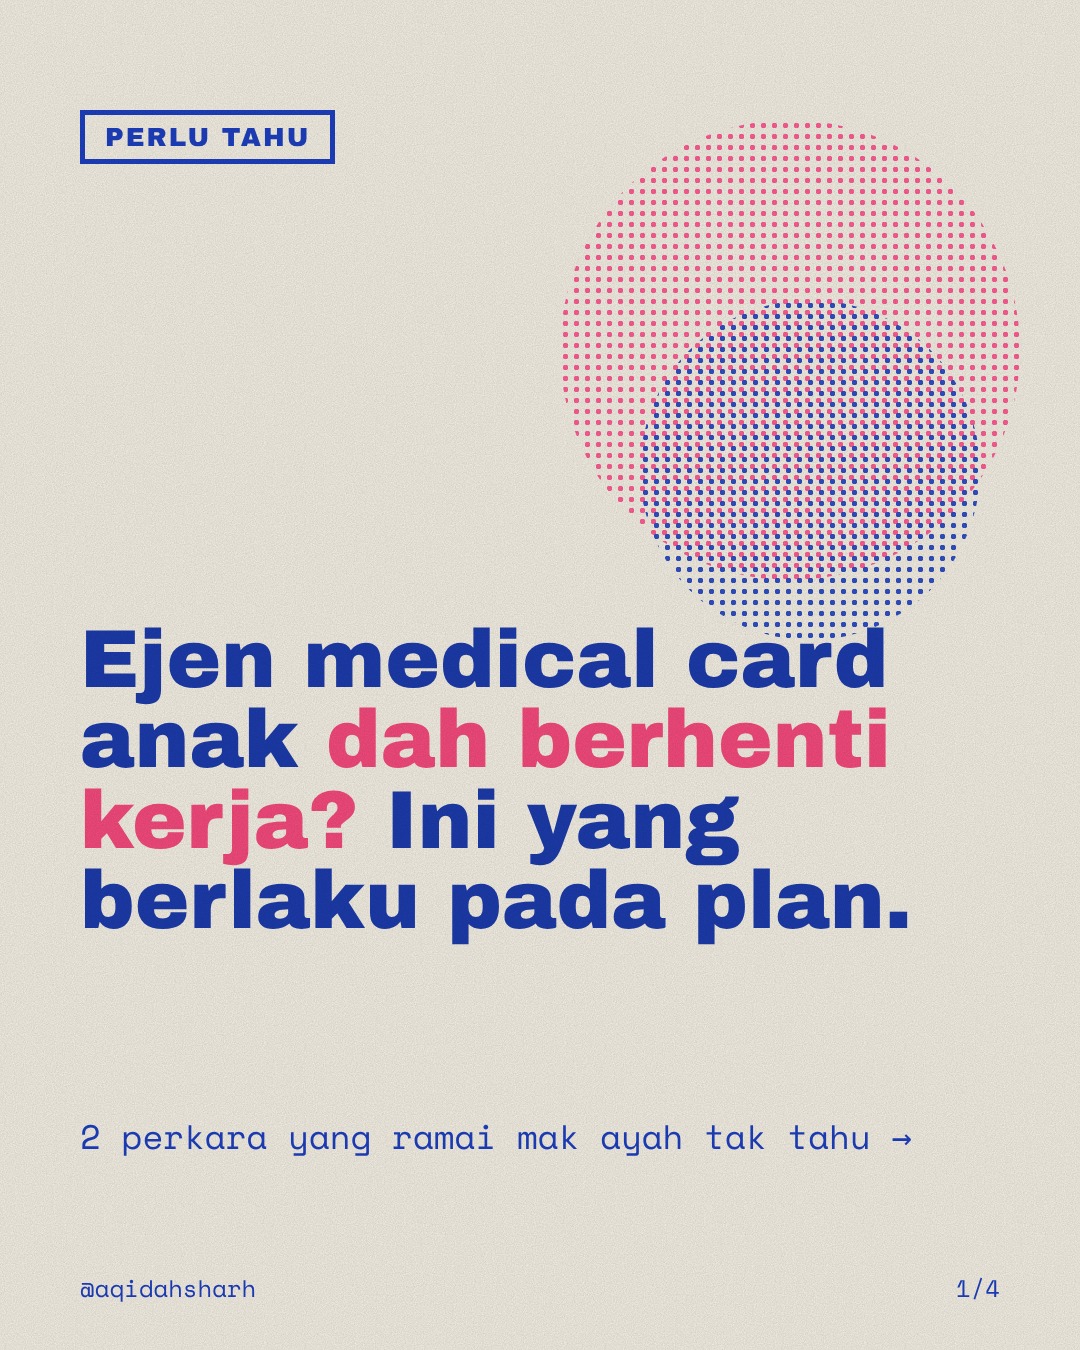 PERLU TAHU
Ejen medical card
anak dah berhenti
kerja? Ini yang
berlaku pada plan.
2 perkara yang ramai mak ayah tak tahu →
@aqidahsharh
1/4